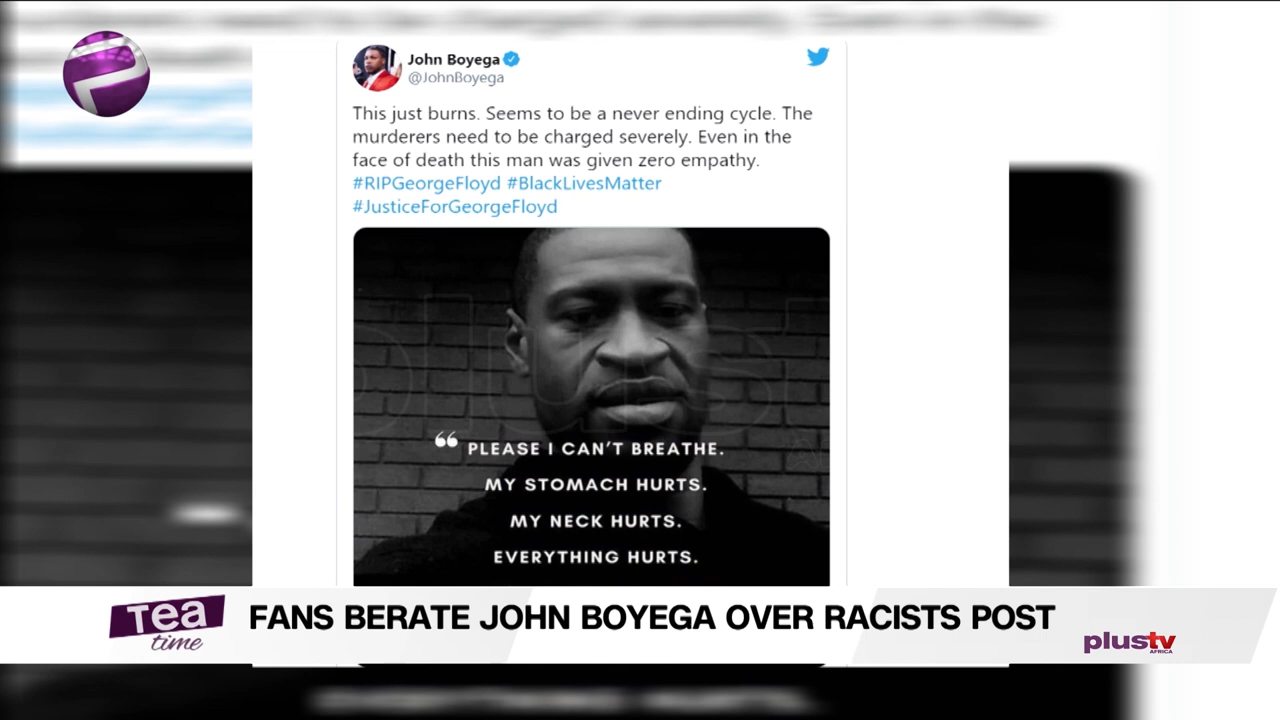 John Boyega
@JohnBoyega
This just burns. Seems to be a never ending cycle. The
murderers need to be charged severely. Even in the
face of death this man was given zero empathy.
#RIPGeorgeFloyd #BlackLivesMatter
#JusticeForGeorgeFloyd
“ PLEASE I CAN’T BREATHE.
MY STOMACH HURTS.
MY NECK HURTS.
EVERYTHING HURTS.
Tea
time
FANS BERATE JOHN BOYEGA OVER RACISTS POST
plustv
AFRICA